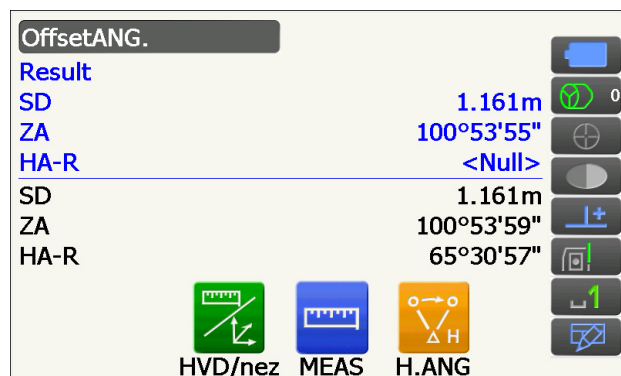 OffsetANG.
Result
SD 1.161m
ZA 100°53'55"
HA-R <Null>
SD 1.161m
ZA 100°53'59"
HA-R 65°30'57"
0
+
!
1
H
HVD/nez MEAS H.ANG